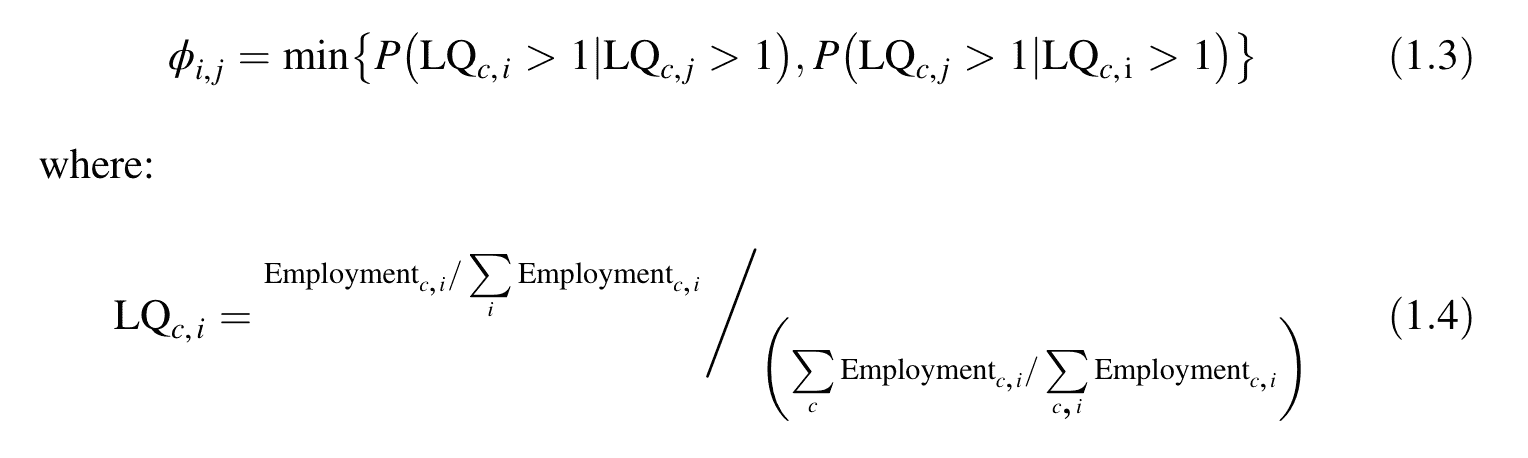 ϕ_{i,j} = min{P(LQ_{c,i} > 1|LQ_{c,j} > 1), P(LQ_{c,j} > 1|LQ_{c,i} > 1)} (1.3)
where:
LQ_{c,i} = Employment_{c,i}/∑_i Employment_{c,i} / (∑_c Employment_{c,i}/∑_{c,i} Employment_{c,i}) (1.4)